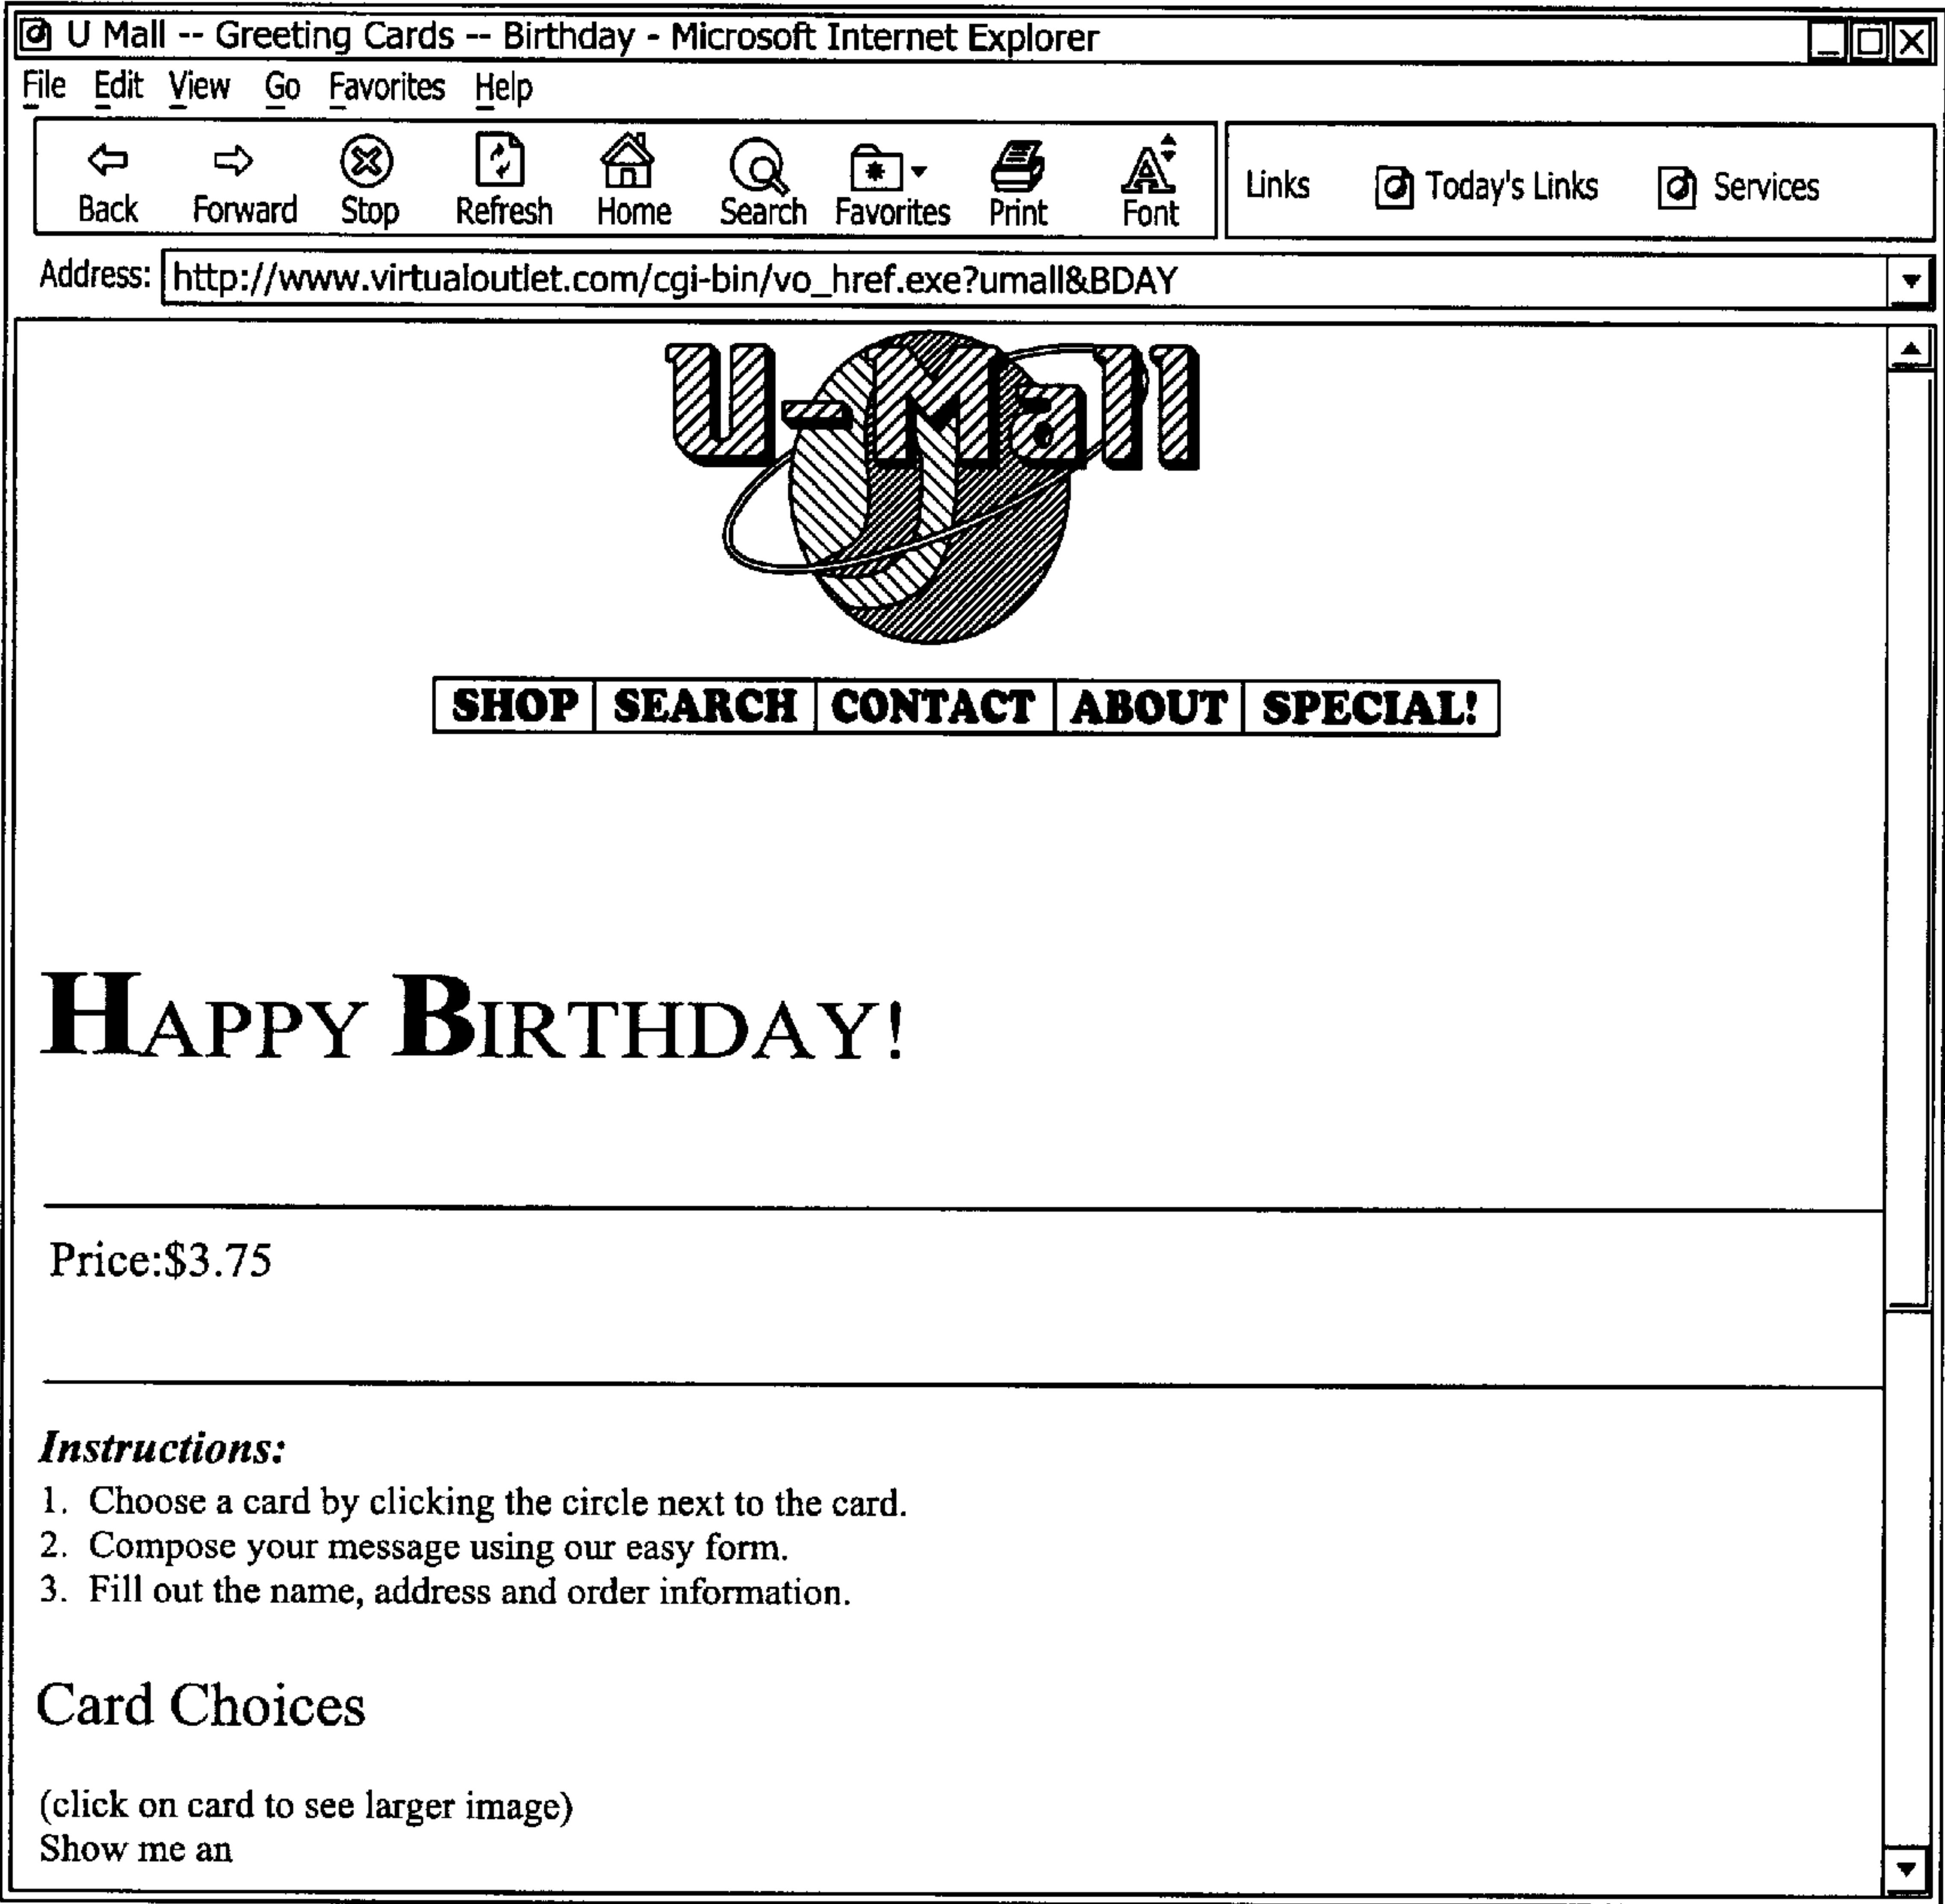 U Mall -- Greeting Cards -- Birthday - Microsoft Internet Explorer
File Edit View Go Favorites Help
Back Forward Stop Refresh Home Search Favorites Print Font Links Today's Links Services
Address: http://www.virtualoutlet.com/cgi-bin/vo_href.exe?umall&BDAY
U-Mall
SHOP SEARCH CONTACT ABOUT SPECIAL!
HAPPY BIRTHDAY!
Price:$3.75
Instructions:
1. Choose a card by clicking the circle next to the card.
2. Compose your message using our easy form.
3. Fill out the name, address and order information.
Card Choices
(click on card to see larger image)
Show me an